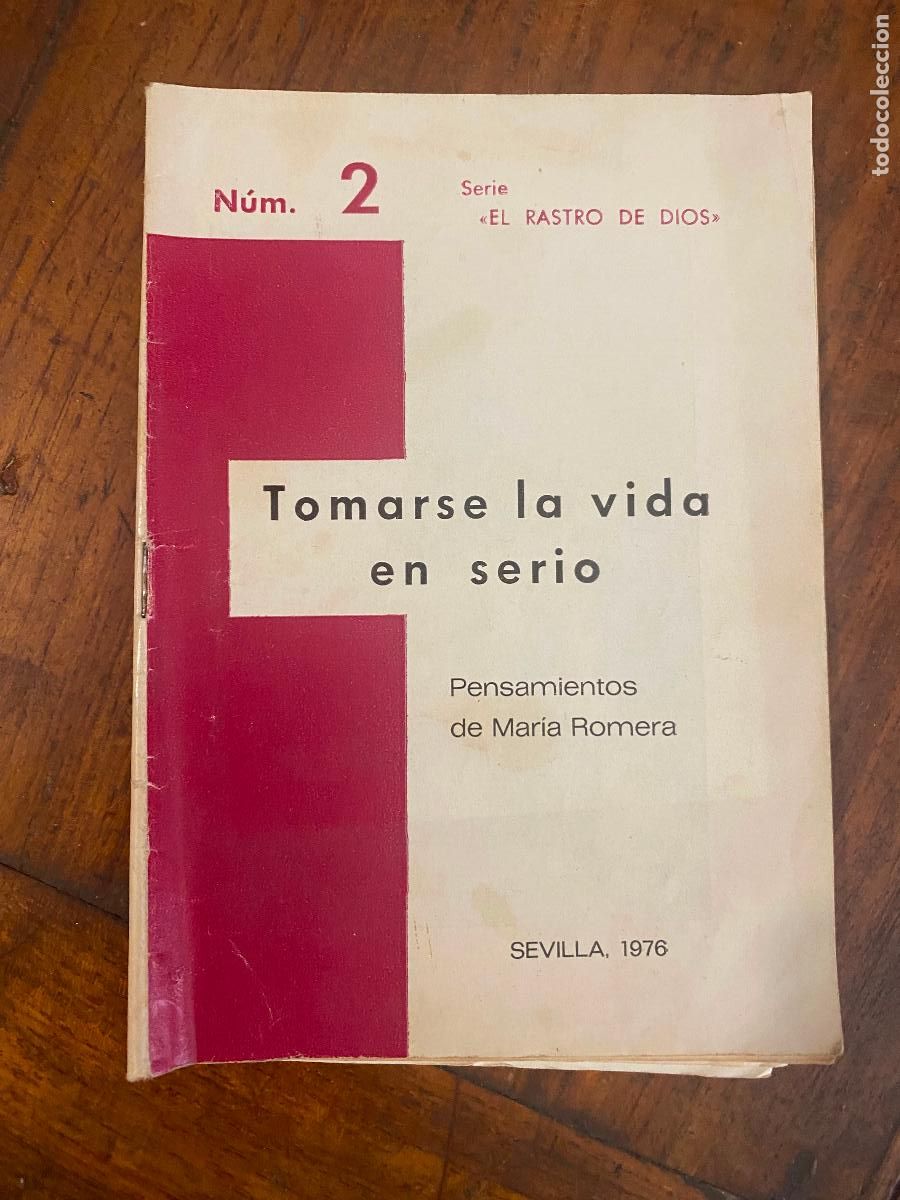 Núm. 2
Serie
«EL RASTRO DE DIOS»
Tomarse la vida
en serio
Pensamientos
de María Romera
SEVILLA, 1976
todocoleccion